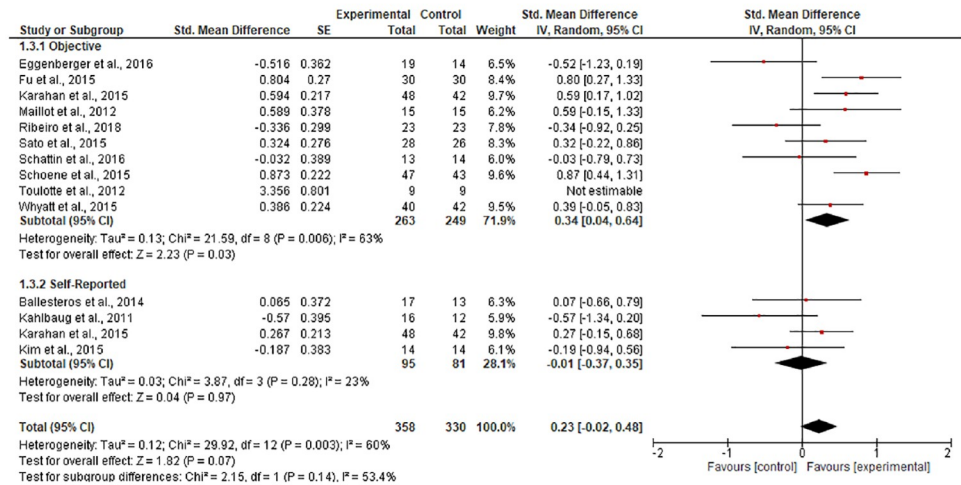 Experimental Control Std. Mean Difference Std. Mean Difference
Study or Subgroup Std. Mean Difference SE Total Total Weight IV, Random, 95% CI IV, Random, 95% CI
1.3.1 Objective
Eggenberger et al., 2016 -0.516 0.362 19 14 6.5% -0.52 [-1.23, 0.19]
Fu et al., 2015 0.804 0.27 30 30 8.4% 0.80 [0.27, 1.33]
Karahan et al., 2015 0.594 0.217 48 42 9.7% 0.59 [0.17, 1.02]
Maillot et al., 2012 0.589 0.378 15 15 6.2% 0.59 [-0.15, 1.33]
Ribeiro et al., 2018 -0.336 0.299 23 23 7.8% -0.34 [-0.92, 0.25]
Sato et al., 2015 0.324 0.276 28 26 8.3% 0.32 [-0.22, 0.86]
Schattin et al., 2016 -0.032 0.389 13 14 6.0% -0.03 [-0.79, 0.73]
Schoene et al., 2015 0.873 0.222 47 43 9.6% 0.87 [0.44, 1.31]
Toulotte et al., 2012 3.356 0.801 9 9 Not estimable
Whyatt et al., 2015 0.386 0.224 40 42 9.5% 0.39 [-0.05, 0.83]
Subtotal (95% CI) 263 249 71.9% 0.34 [0.04, 0.64]
Heterogeneity: Tau² = 0.13; Chi² = 21.59, df = 8 (P = 0.006); I² = 63%
Test for overall effect: Z = 2.23 (P = 0.03)
1.3.2 Self-Reported
Ballesteros et al., 2014 0.065 0.372 17 13 6.3% 0.07 [-0.66, 0.79]
Kahlbaug et al., 2011 -0.57 0.395 16 12 5.9% -0.57 [-1.34, 0.20]
Karahan et al., 2015 0.267 0.213 48 42 9.8% 0.27 [-0.15, 0.68]
Kim et al., 2015 -0.187 0.383 14 14 6.1% -0.19 [-0.94, 0.56]
Subtotal (95% CI) 95 81 28.1% -0.01 [-0.37, 0.35]
Heterogeneity: Tau² = 0.03; Chi² = 3.87, df = 3 (P = 0.28); I² = 23%
Test for overall effect: Z = 0.04 (P = 0.97)
Total (95% CI) 358 330 100.0% 0.23 [-0.02, 0.48]
Heterogeneity: Tau² = 0.12; Chi² = 29.92, df = 12 (P = 0.003); I² = 60%
Test for overall effect: Z = 1.82 (P = 0.07)
Test for subgroup differences: Chi² = 2.15, df = 1 (P = 0.14), I² = 53.4%
-2 -1 0 1 2
Favours [control] Favours [experimental]